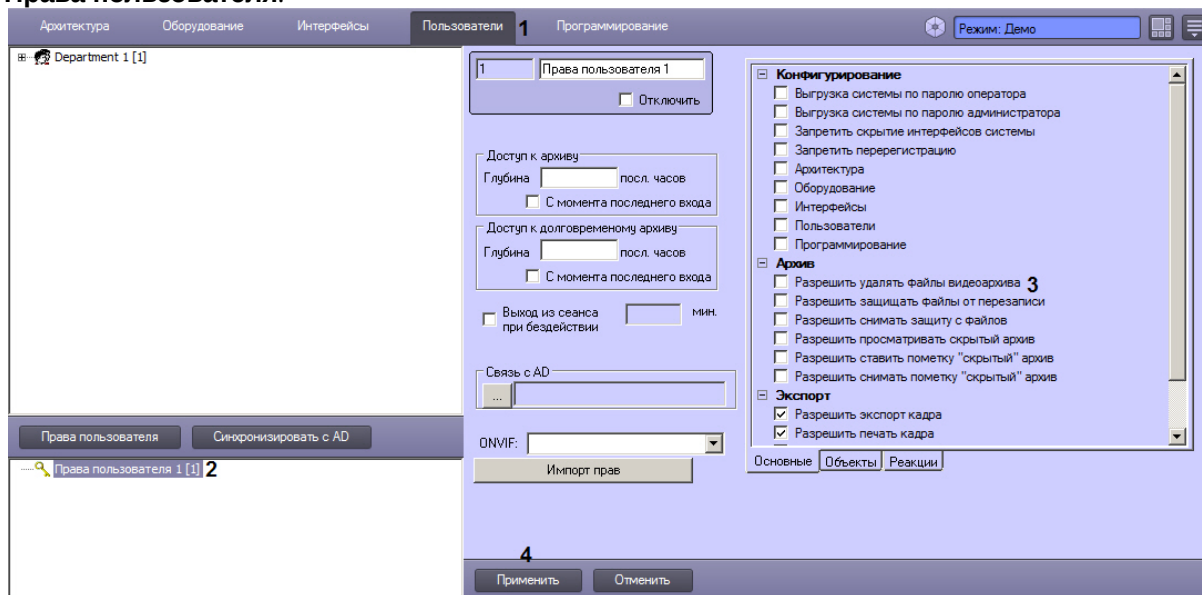 Права пользователя.
Архитектура Оборудование Интерфейсы Пользователи 1 Программирование Режим: Демо
Department 1 [1]
1 Права пользователя 1
Отключить
Доступ к архиву
Глубина посл. часов
С момента последнего входа
Доступ к долговременому архиву
Глубина посл. часов
С момента последнего входа
Выход из сеанса мин.
при бездействии
Связь с AD
...
ONVIF:
Импорт прав
Конфигурирование
Выгрузка системы по паролю оператора
Выгрузка системы по паролю администратора
Запретить скрытие интерфейсов системы
Запретить перерегистрацию
Архитектура
Оборудование
Интерфейсы
Пользователи
Программирование
Архив
Разрешить удалять файлы видеоархива 3
Разрешить защищать файлы от перезаписи
Разрешить снимать защиту с файлов
Разрешить просматривать скрытый архив
Разрешить ставить пометку "скрытый" архив
Разрешить снимать пометку "скрытый" архив
Экспорт
Разрешить экспорт кадра
Разрешить печать кадра
Основные Объекты Реакции
Права пользователя Синхронизировать с AD
Права пользователя 1 [1] 2
4
Применить Отменить